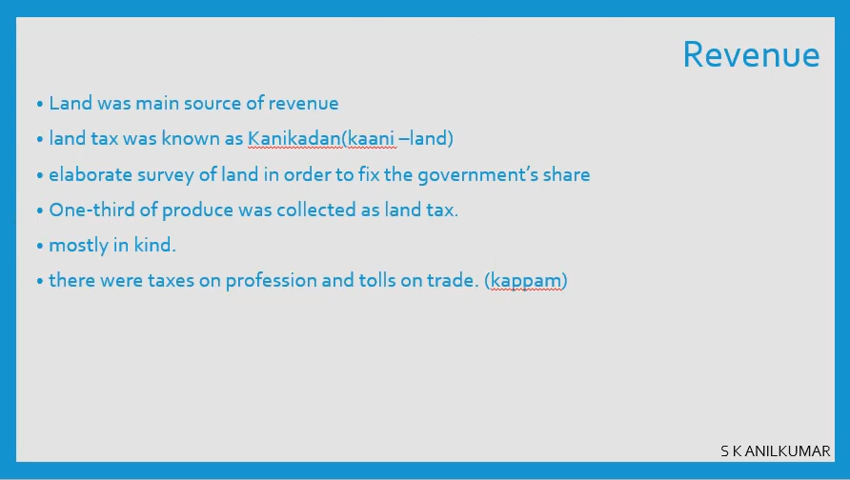 Revenue
• Land was main source of revenue
• land tax was known as Kanikadan(kaani –land)
• elaborate survey of land in order to fix the government’s share
• One-third of produce was collected as land tax.
• mostly in kind.
• there were taxes on profession and tolls on trade. (kappam)
S K ANILKUMAR